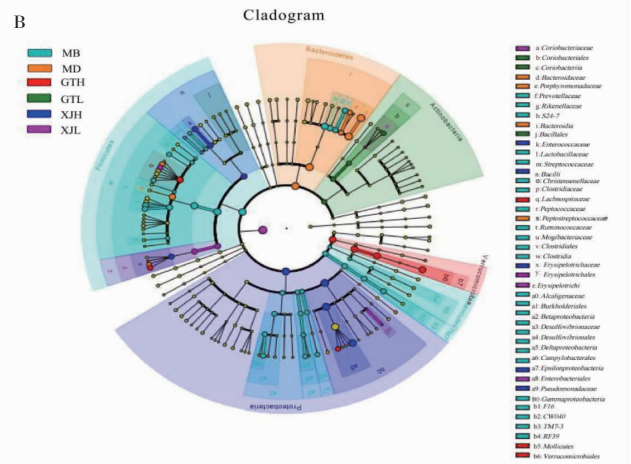 B
Cladogram
MB
MD
GTH
GTL
XJH
XJL
Bacteroidetes
Actinobacteria
Firmicutes
Verrucomicrobia
Proteobacteria
a:Coriobacteriaceae
b:Coriobacteriales
c:Coriobacteriia
d:Bacteroidaceae
e:Porphyromonadaceae
f:Prevotellaceae
g:Rikenellaceae
h:S24-7
i:Bacteroidia
j:Bacillales
k:Enterococcaceae
l:Lactobacillaceae
m:Streptococcaceae
n:Bacilli
o:Christensenellaceae
p:Clostridiaceae
q:Lachnospiraceae
r:Peptococcaceae
s:Peptostreptococcaceae
t:Ruminococcaceae
u:Mogibacteriaceae
v:Clostridiales
w:Clostridia
x:Erysipelotrichaceae
Y:Erysipelotrichales
z:Erysipelotrichi
a0:Alcaligenaceae
a1:Burkholderiales
a2:Betaproteobacteria
a3:Desulfovibrionaceae
a4:Desulfovibrionales
a5:Deltaproteobacteria
a6:Campylobacterales
a7:Epsilonproteobacteria
a8:Enterobacteriales
a9:Pseudomonadaceae
b0:Gammaproteobacteria
b1:F16
b2:CW040
b3:TM7-3
b4:RF39
b5:Mollicutes
b6:Verrucomicrobiales